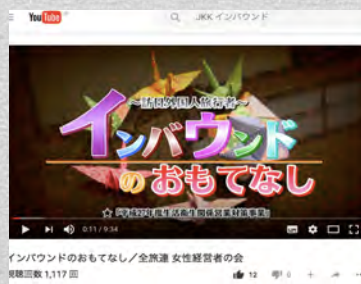 YouTube JKK インバウンド
～訪日外国人旅行者～
インバウンド
のおもてなし
☆『平成27年度生活衛生関係営業対策事業』
0:11 / 9:34
インバウンドのおもてなし／全旅連 女性経営者の会
視聴回数 1,117 回 12 0